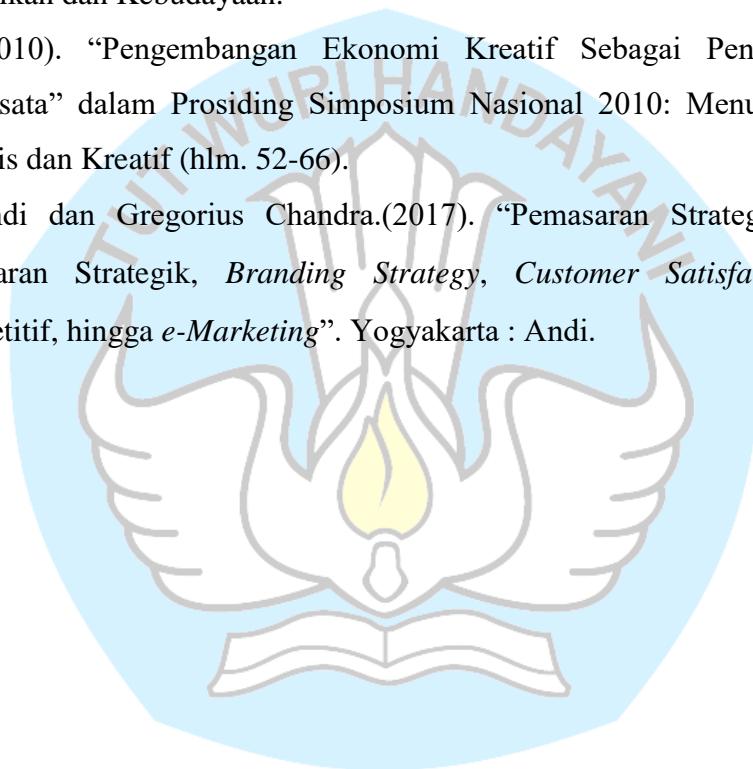 ikan dan Kebudayaan.
010). “Pengembangan Ekonomi Kreatif Sebagai Pen
sata” dalam Prosiding Simposium Nasional 2010: Menu
is dan Kreatif (hlm. 52-66).
ndi dan Gregorius Chandra.(2017). “Pemasaran Strateg
aran Strategik, Branding Strategy, Customer Satisfa
etitif, hingga e-Marketing”. Yogyakarta : Andi.
TUT WURI HANDAYANI